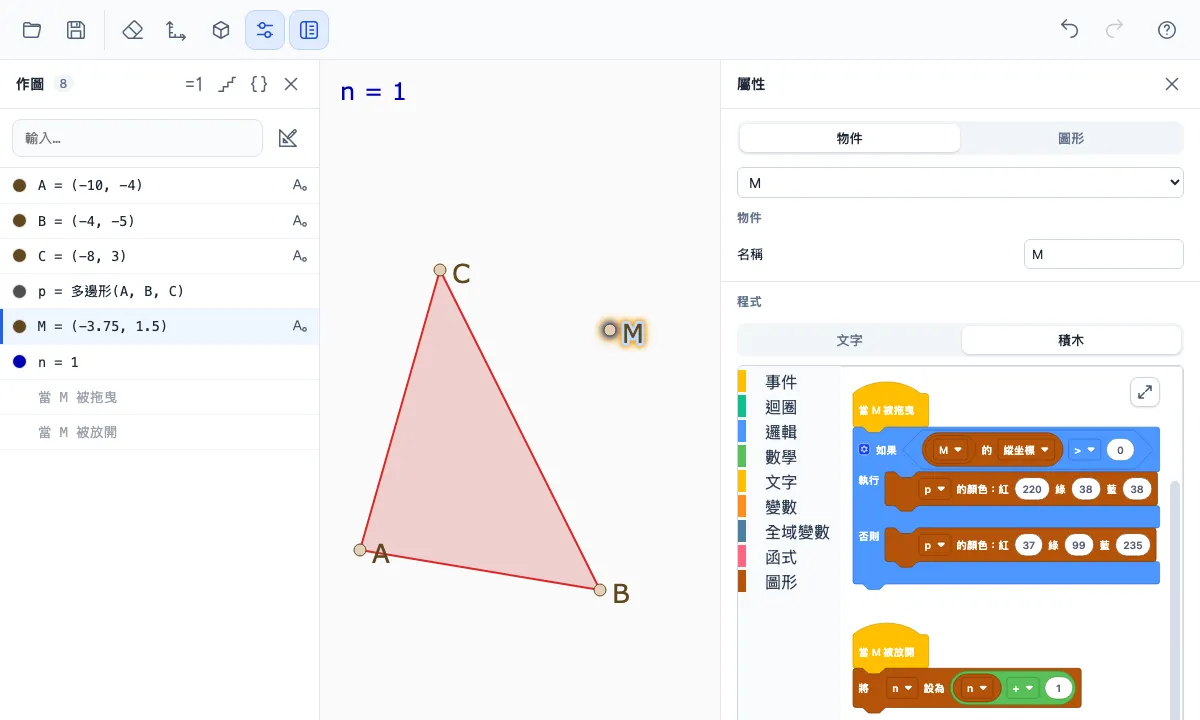 作圖 8
=1 {}
輸入…
A = (-10, -4)
B = (-4, -5)
C = (-8, 3)
p = 多邊形(A, B, C)
M = (-3.75, 1.5)
n = 1
當 M 被拖曳
當 M 被放開
n = 1
C
M
A
B
屬性
物件 圖形
M
物件
名稱 M
程式
文字 積木
事件
迴圈
邏輯
數學
文字
變數
全域變數
函式
圖形
當 M 被拖曳
如果 M 的 縱坐標 > 0
執行 p 的顏色：紅 220 綠 38 藍 38
否則 p 的顏色：紅 37 綠 99 藍 235
當 M 被放開
將 n 設為 n + 1